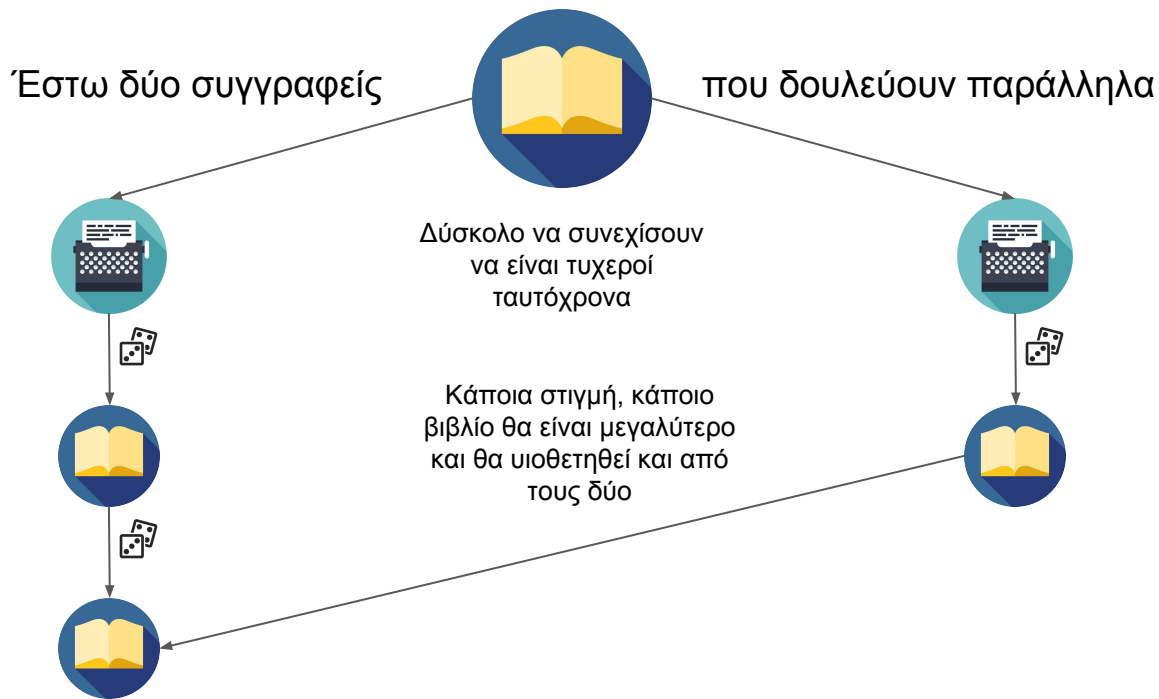 Έστω δύο συγγραφείς
που δουλεύουν παράλληλα
Δύσκολο να συνεχίσουν
να είναι τυχεροί
ταυτόχρονα
Κάποια στιγμή, κάποιο
βιβλίο θα είναι μεγαλύτερο
και θα υιοθετηθεί και από
τους δύο